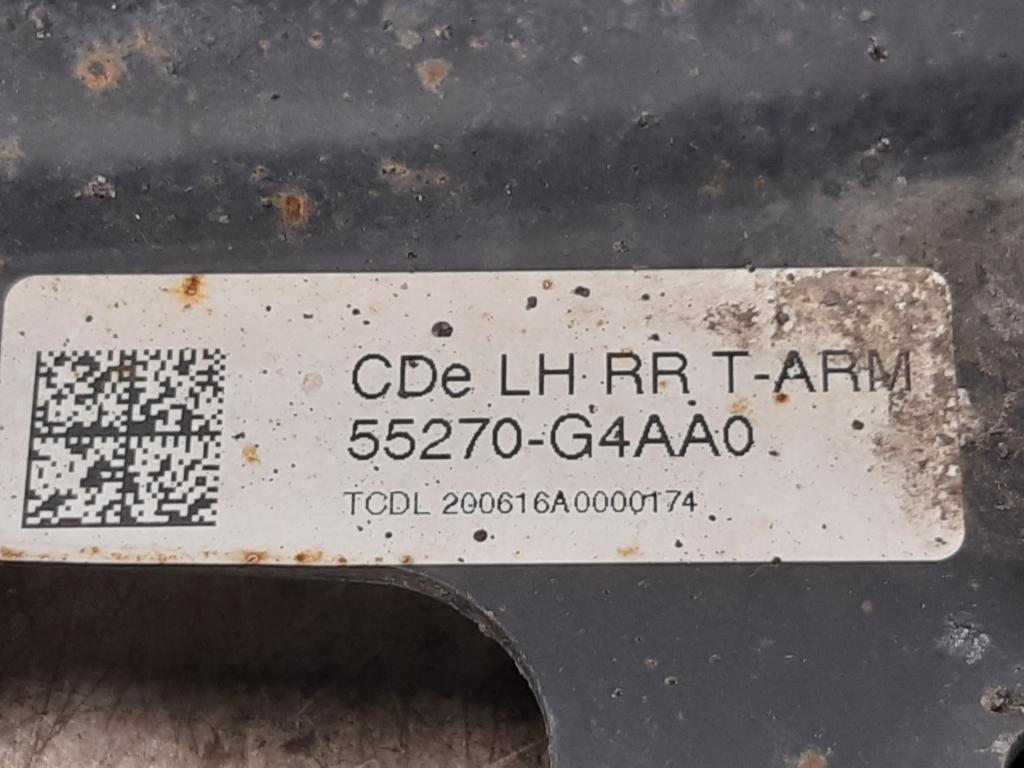 CDe LH RR T-ARM
55270-G4AA0
TCDL 200616A0000174